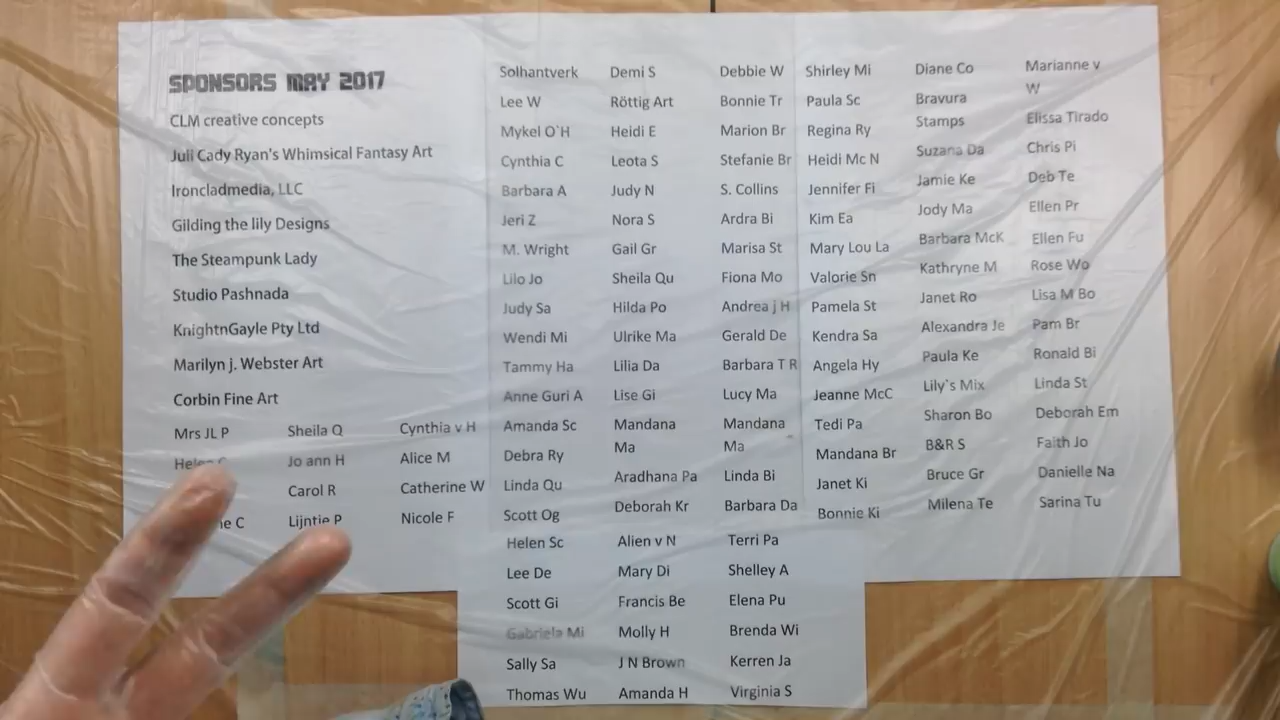 SPONSORS MAY 2017
CLM creative concepts
Juli Cady Ryan's Whimsical Fantasy Art
Ironcladmedia, LLC
Gilding the lily Designs
The Steampunk Lady
Studio Pashnada
KnightnGayle Pty Ltd
Marilyn j. Webster Art
Corbin Fine Art
Mrs JL P
Sheila Q
Jo ann H
Carol R
Lijntie P
Cynthia v H
Alice M
Catherine W
Nicole F
Solhantverk
Lee W
Mykel O`H
Cynthia C
Barbara A
Jeri Z
M. Wright
Lilo Jo
Judy Sa
Wendi Mi
Tammy Ha
Anne Guri A
Amanda Sc
Debra Ry
Linda Qu
Scott Og
Helen Sc
Lee De
Scott Gi
Gabriela Mi
Sally Sa
Thomas Wu
Demi S
Röttig Art
Heidi E
Leota S
Judy N
Nora S
Gail Gr
Sheila Qu
Hilda Po
Ulrike Ma
Lilia Da
Lise Gi
Mandana
Ma
Aradhana Pa
Deborah Kr
Alien v N
Mary Di
Francis Be
Molly H
J N Brown
Amanda H
Debbie W
Bonnie Tr
Marion Br
Stefanie Br
S. Collins
Ardra Bi
Marisa St
Fiona Mo
Andrea j H
Gerald De
Barbara T R
Lucy Ma
Mandana
Ma
Linda Bi
Barbara Da
Terri Pa
Shelley A
Elena Pu
Brenda Wi
Kerren Ja
Virginia S
Shirley Mi
Paula Sc
Regina Ry
Heidi Mc N
Jennifer Fi
Kim Ea
Mary Lou La
Valorie Sn
Pamela St
Kendra Sa
Angela Hy
Jeanne McC
Tedi Pa
Mandana Br
Janet Ki
Bonnie Ki
Diane Co
Bravura
Stamps
Suzana Da
Jamie Ke
Jody Ma
Barbara McK
Kathryne M
Janet Ro
Alexandra Je
Paula Ke
Lily`s Mix
Sharon Bo
B&R S
Bruce Gr
Milena Te
Marianne v
W
Elissa Tirado
Chris Pi
Deb Te
Ellen Pr
Ellen Fu
Rose Wo
Lisa M Bo
Pam Br
Ronald Bi
Linda St
Deborah Em
Faith Jo
Danielle Na
Sarina Tu